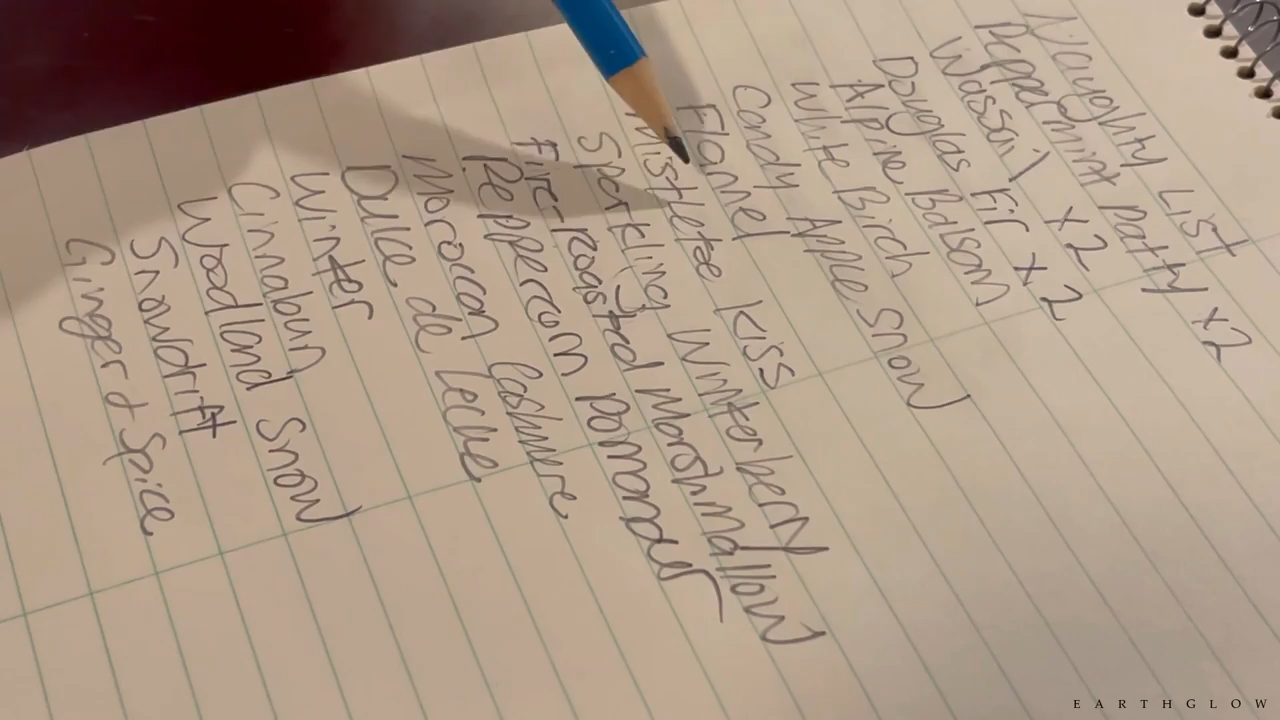 Naughty List
Peppermint Patty x2
Wassail x2
Douglas Fir x2
Alpine Balsom
White Birch
Candy Apple Snow
Flannel
Mistletoe Kiss
Sparkling Winterberry
Fire roasted Marshmallow
Peppercorn Pomander
Moroccan Cashmere
Dulce de leche
Winter
Cinnabun
Woodland Snow
Snowdrift
Ginger & Spice
EARTHGLOW